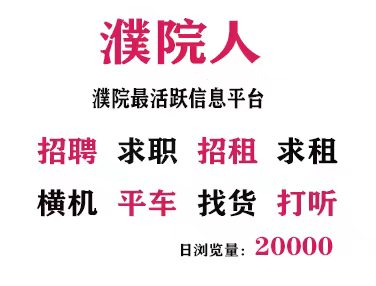 濮院人
濮院最活跃信息平台
招聘 求职 招租 求租
横机 平车 找货 打听
日浏览量：20000